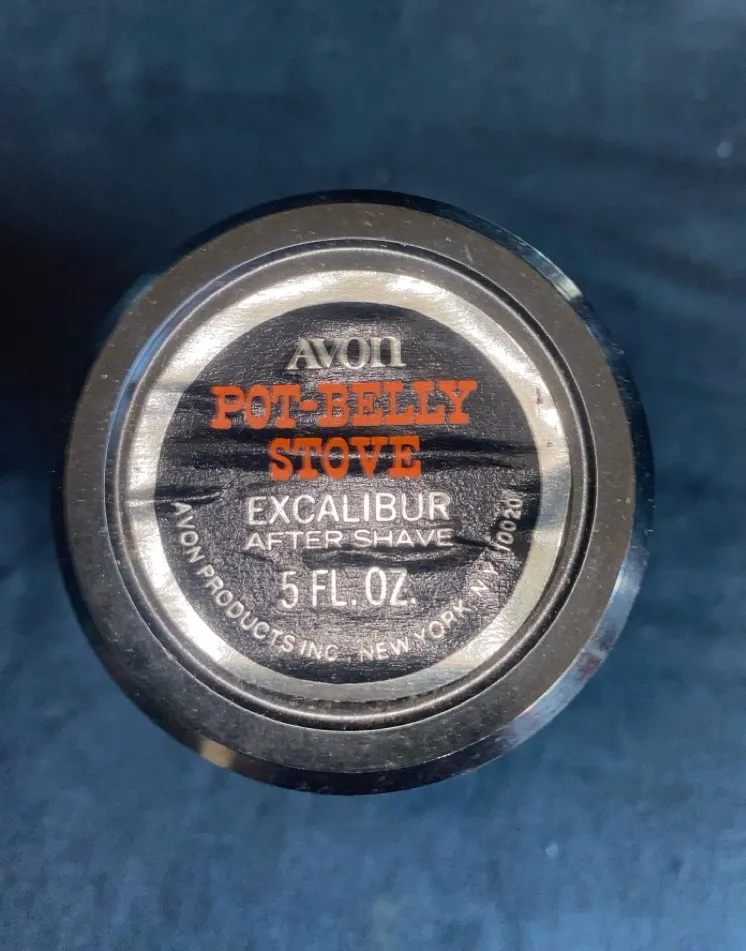 AVON
POT-BELLY
STOVE
EXCALIBUR
AFTER SHAVE
5 FL. OZ.
AVON PRODUCTS INC., NEW YORK, N.Y. 10020